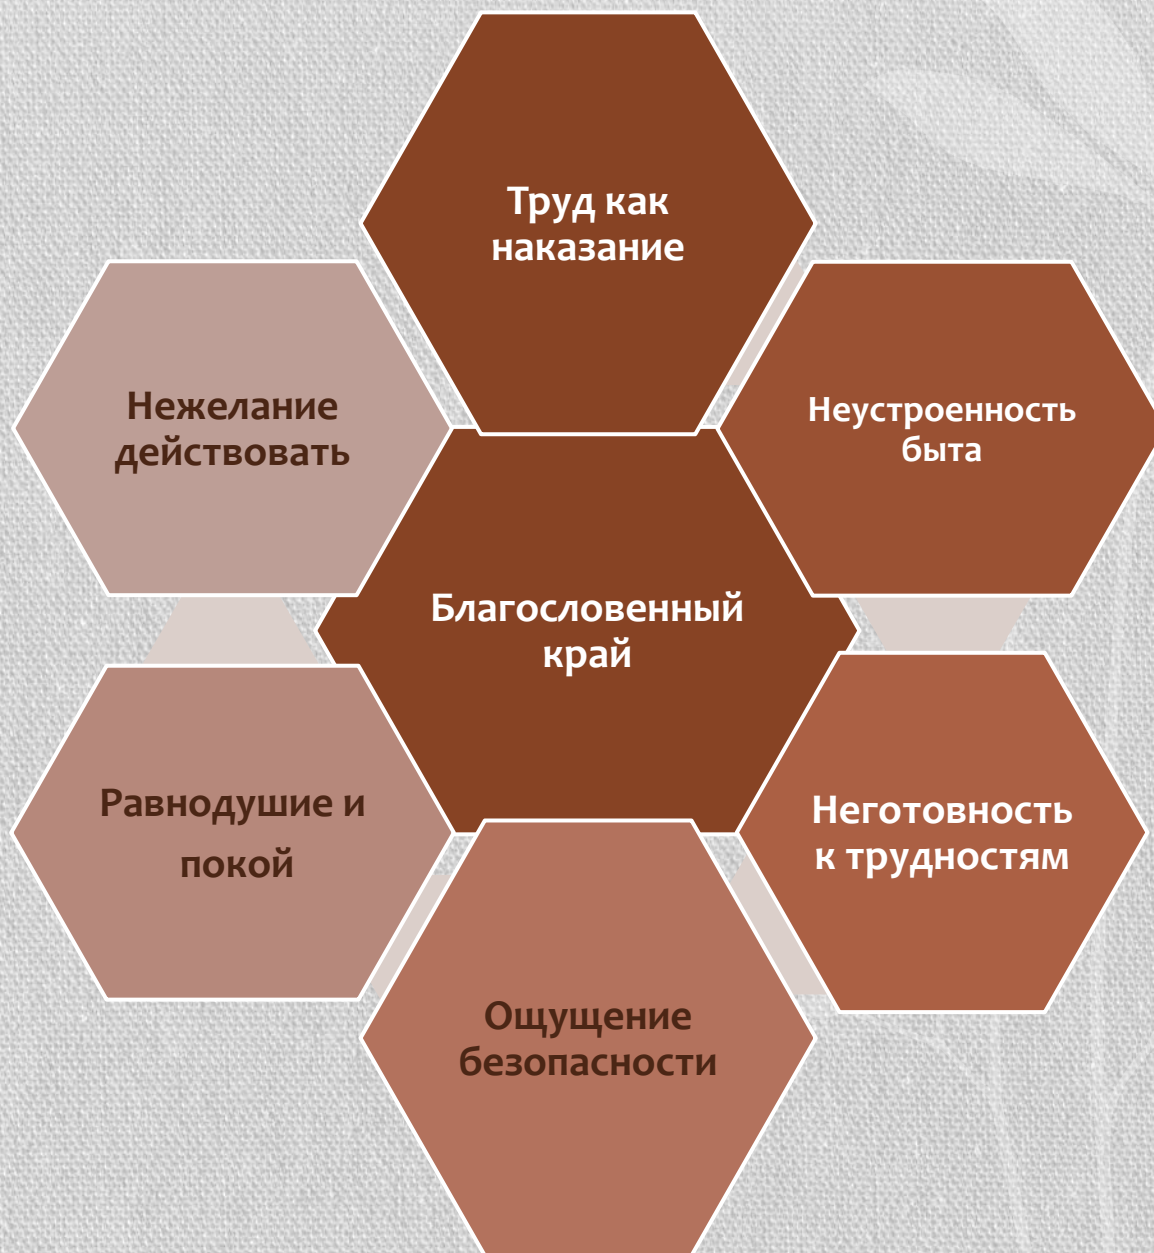 Труд как
наказание
Нежелание
действовать
Неустроенность
быта
Благословенный
край
Равнодушие и
покой
Неготовность
к трудностям
Ощущение
безопасности